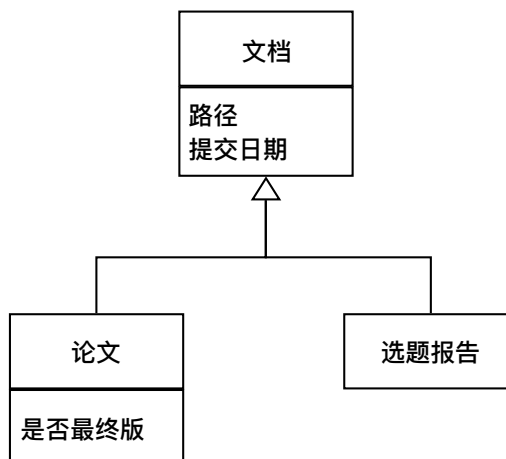 文档
路径
提交日期
论文
选题报告
是否最终版